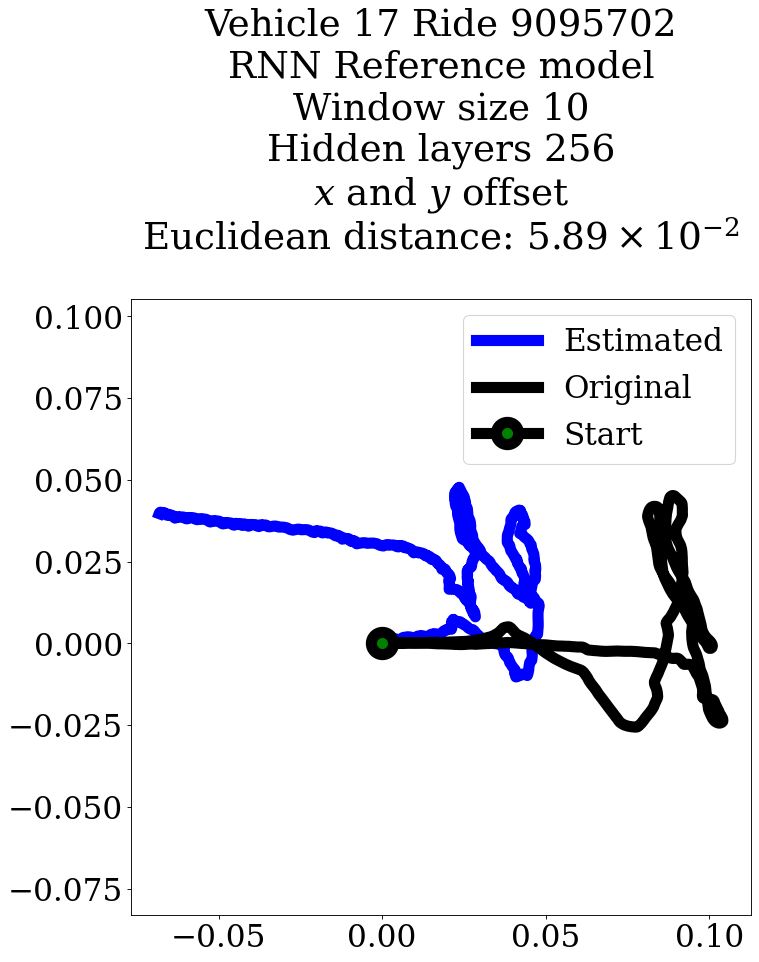 Vehicle 17 Ride 9095702
RNN Reference model
Window size 10
Hidden layers 256
x and y offset
Euclidean distance: 5.89 × 10⁻²
Estimated
Original
Start
0.100
0.075
0.050
0.025
0.000
−0.025
−0.050
−0.075
−0.05 0.00 0.05 0.10